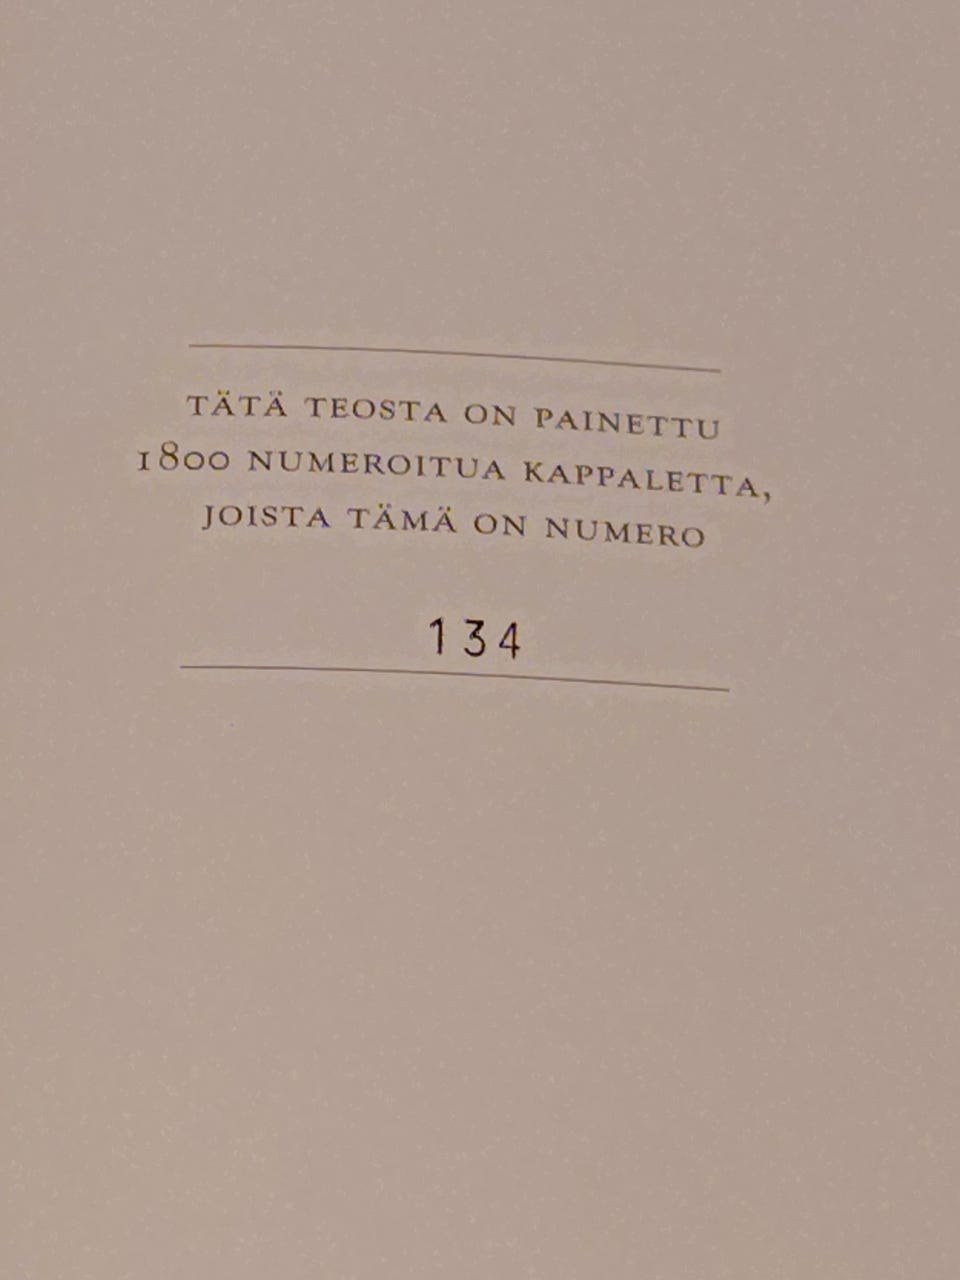 TÄTÄ TEOSTA ON PAINETTU
1800 NUMEROITUA KAPPALETTA,
JOISTA TÄMÄ ON NUMERO
134